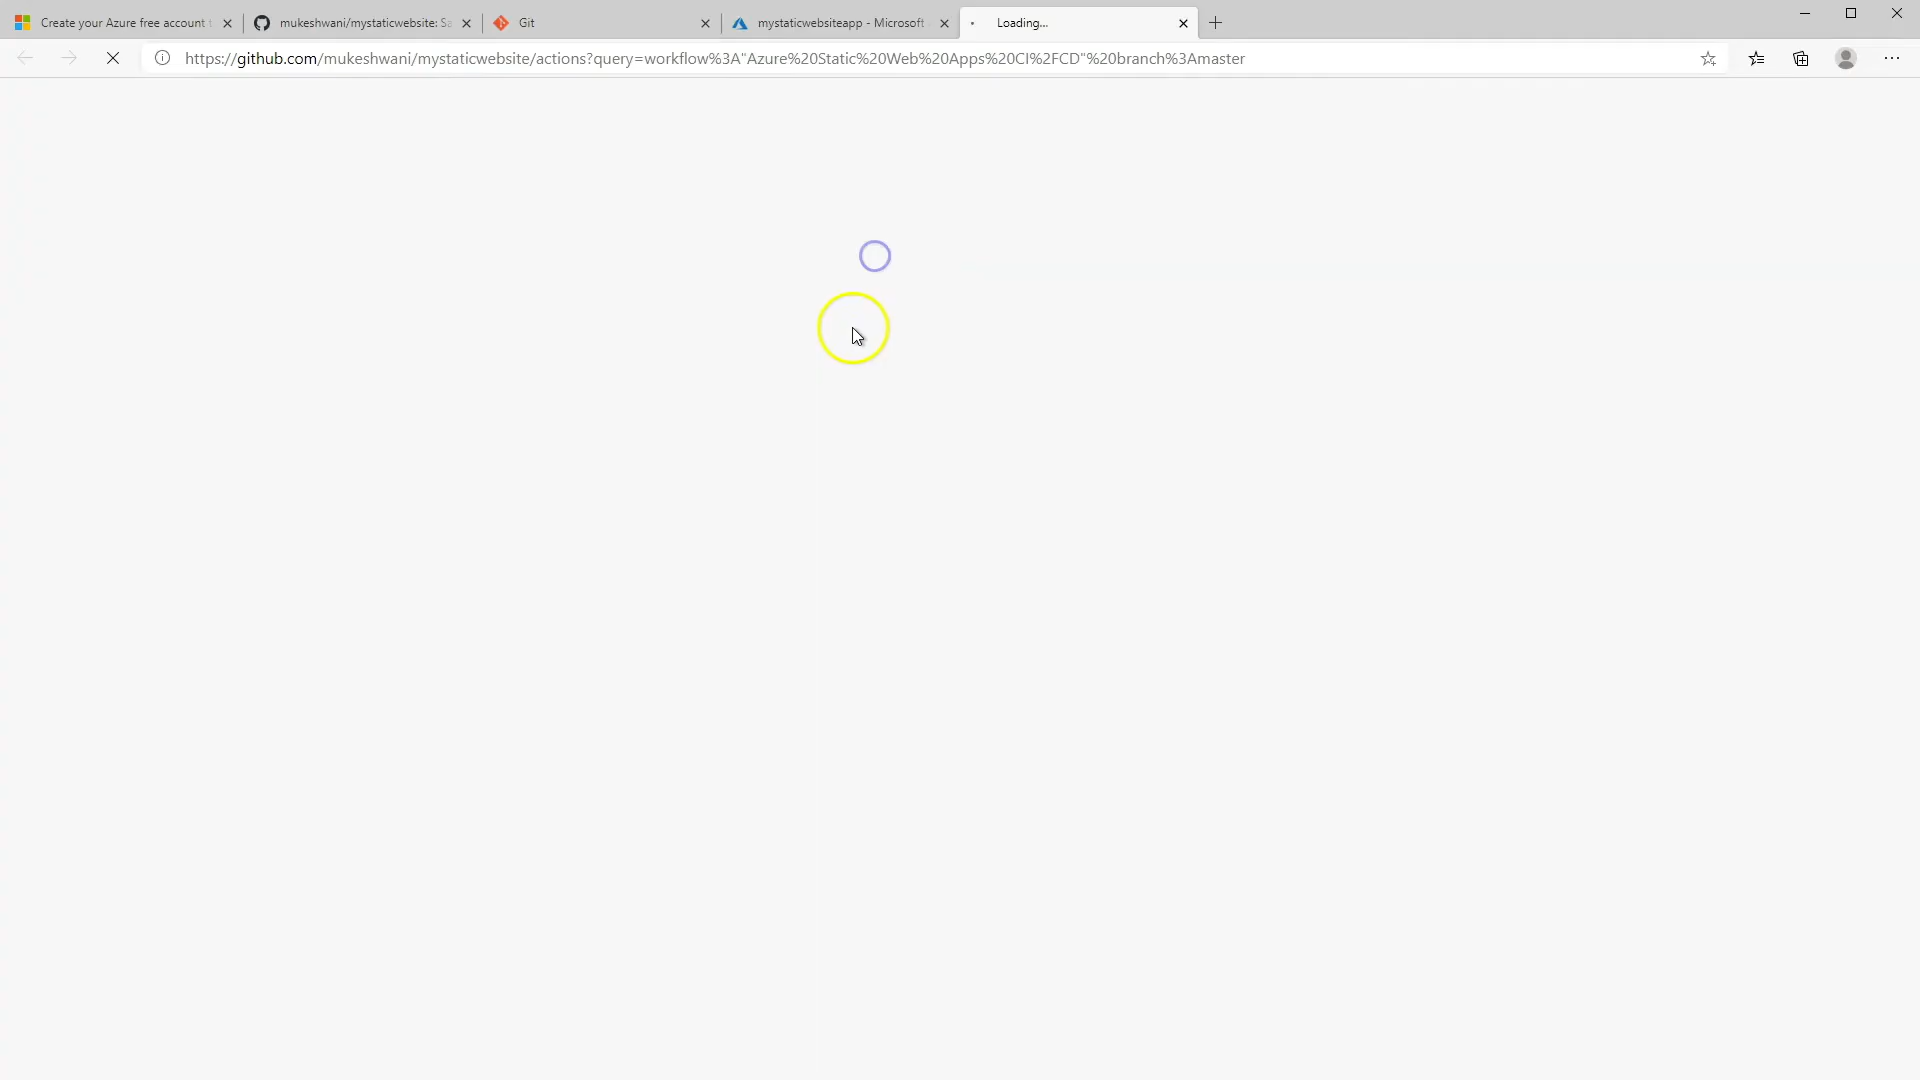 Create your Azure free account t
mukeshwani/mystaticwebsite: Sa
Git
mystaticwebsiteapp - Microsoft
Loading...
https://github.com/mukeshwani/mystaticwebsite/actions?query=workflow%3A"Azure%20Static%20Web%20Apps%20CI%2FCD"%20branch%3Amaster